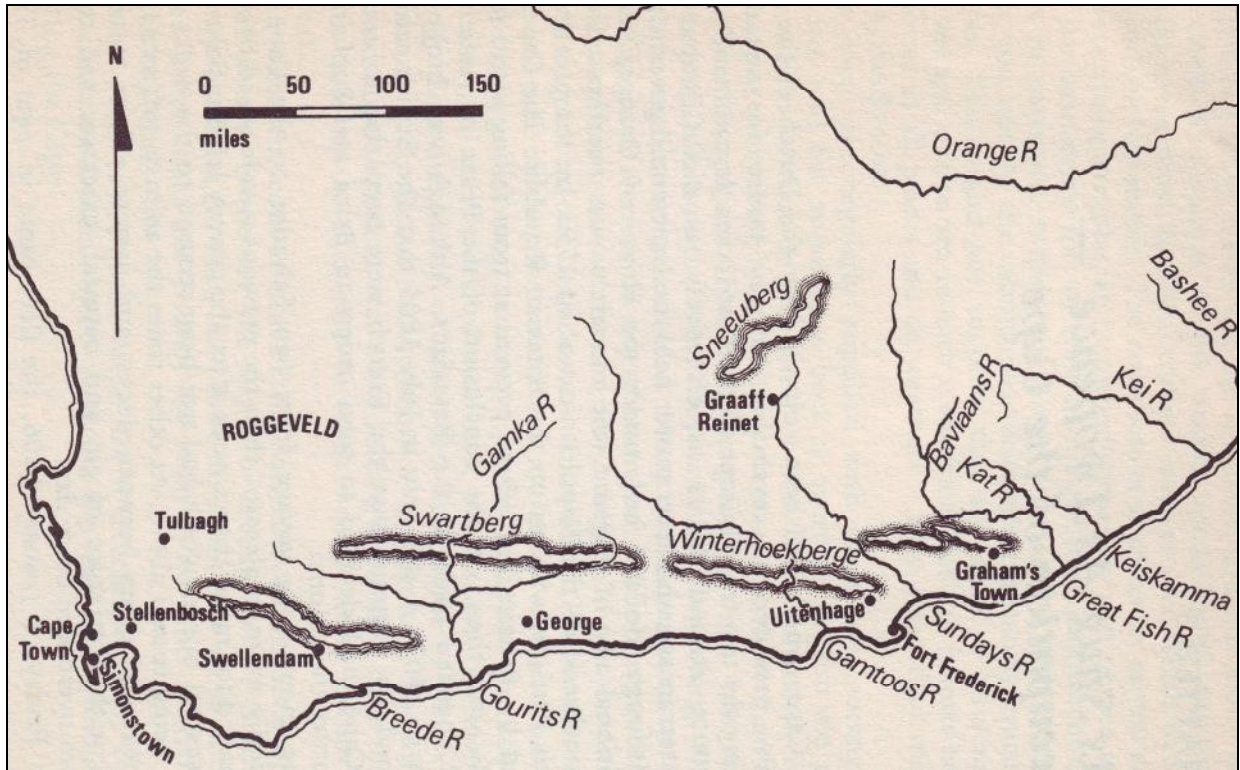 N
0 50 100 150
miles
Orange R
Bashee R
Sneeuberg
Graaff
Reinet
Kei R
Baviaans R
ROGGEVELD
Gamka R
Kat R
Swartberg
Tulbagh
Winterhoekberge
Graham's
Town
Keiskamma
Great Fish R
Stellenbosch
Cape
Town
Simonstown
Swellendam
George
Uitenhage
Sundays R
Fort Frederick
Gamtoos R
Gourits R
Breede R